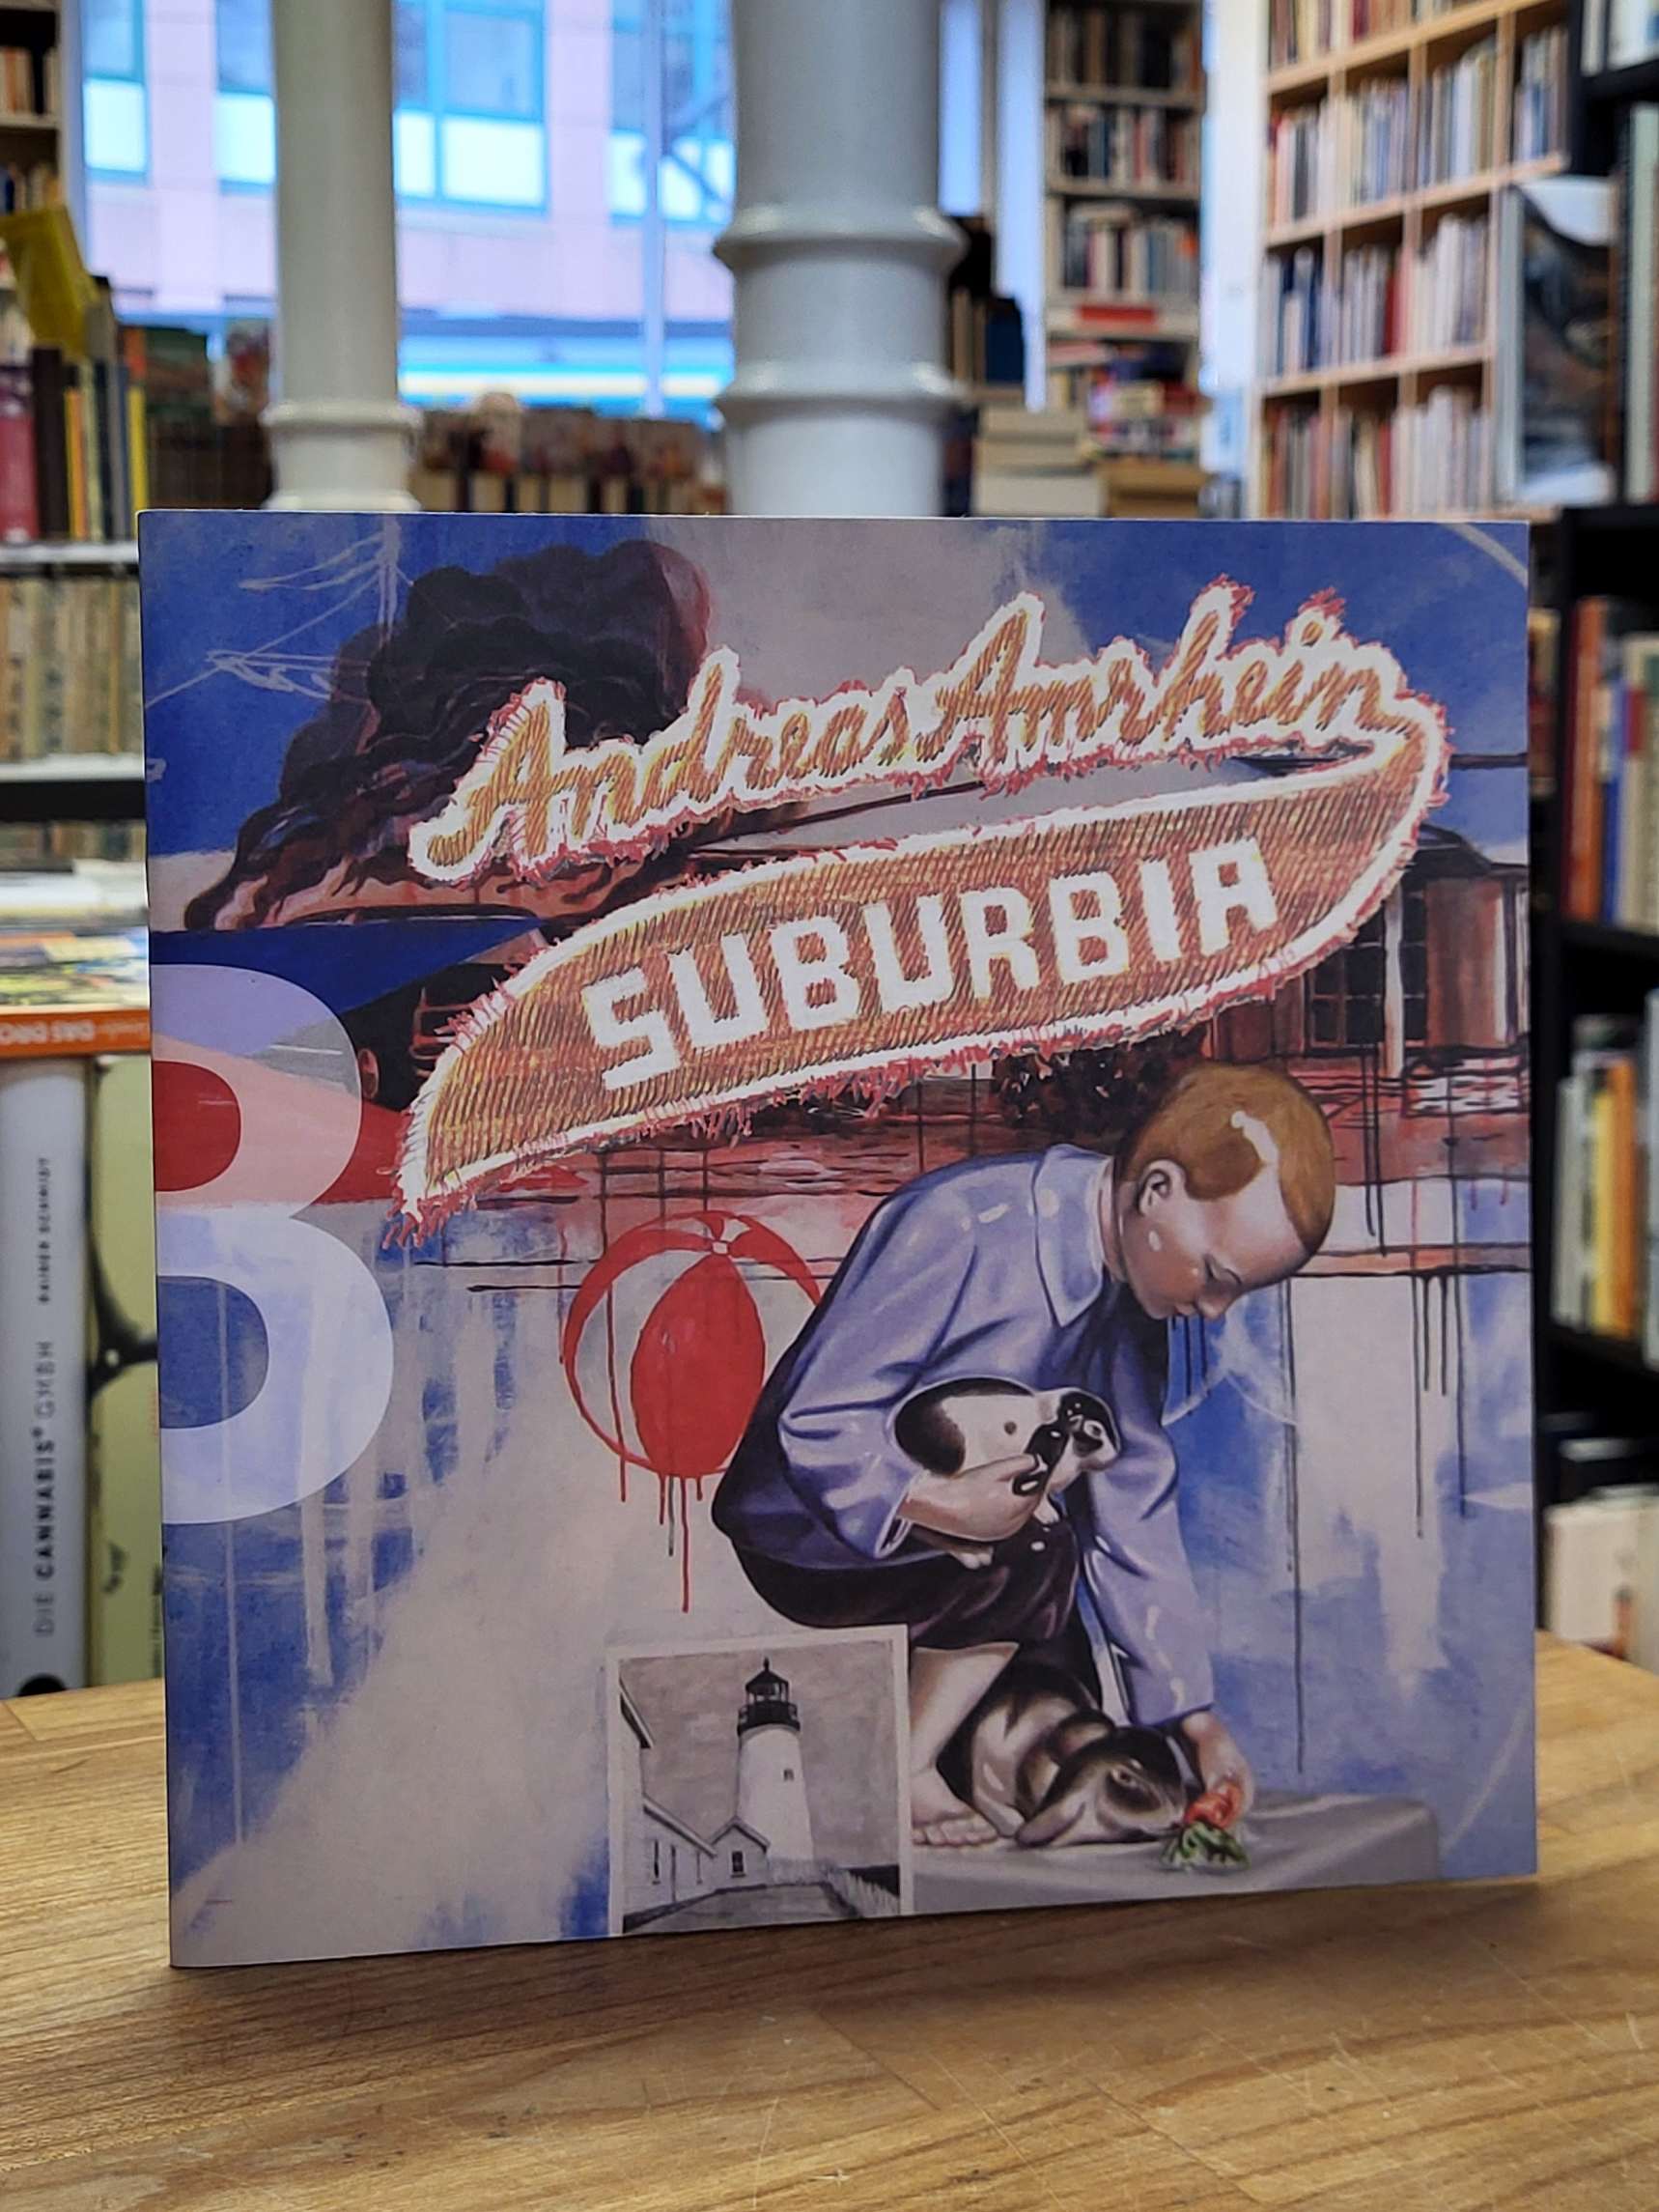 Andreas Amrhein
SUBURBIA
B
DIE CANNABIS GMBH
RAINER SCHMIDT